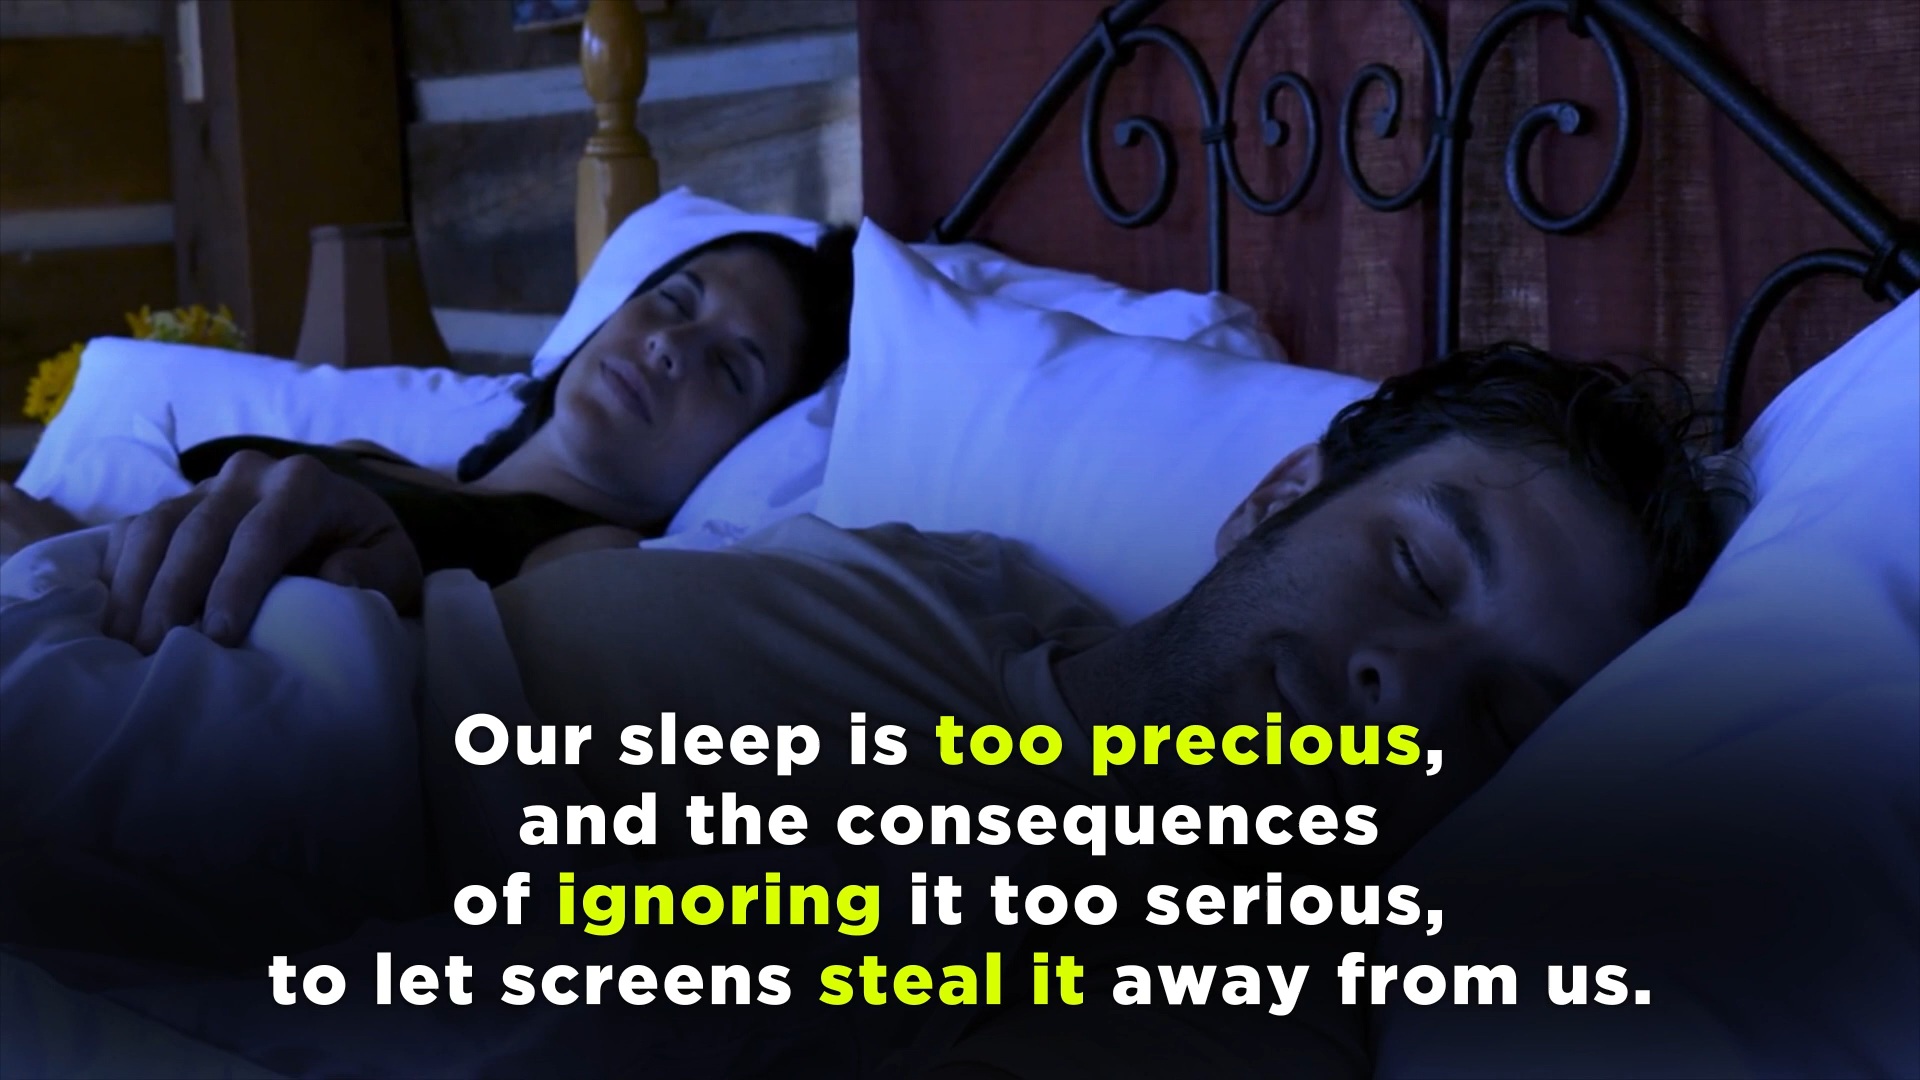 Our sleep is too precious,
and the consequences
of ignoring it too serious,
to let screens steal it away from us.